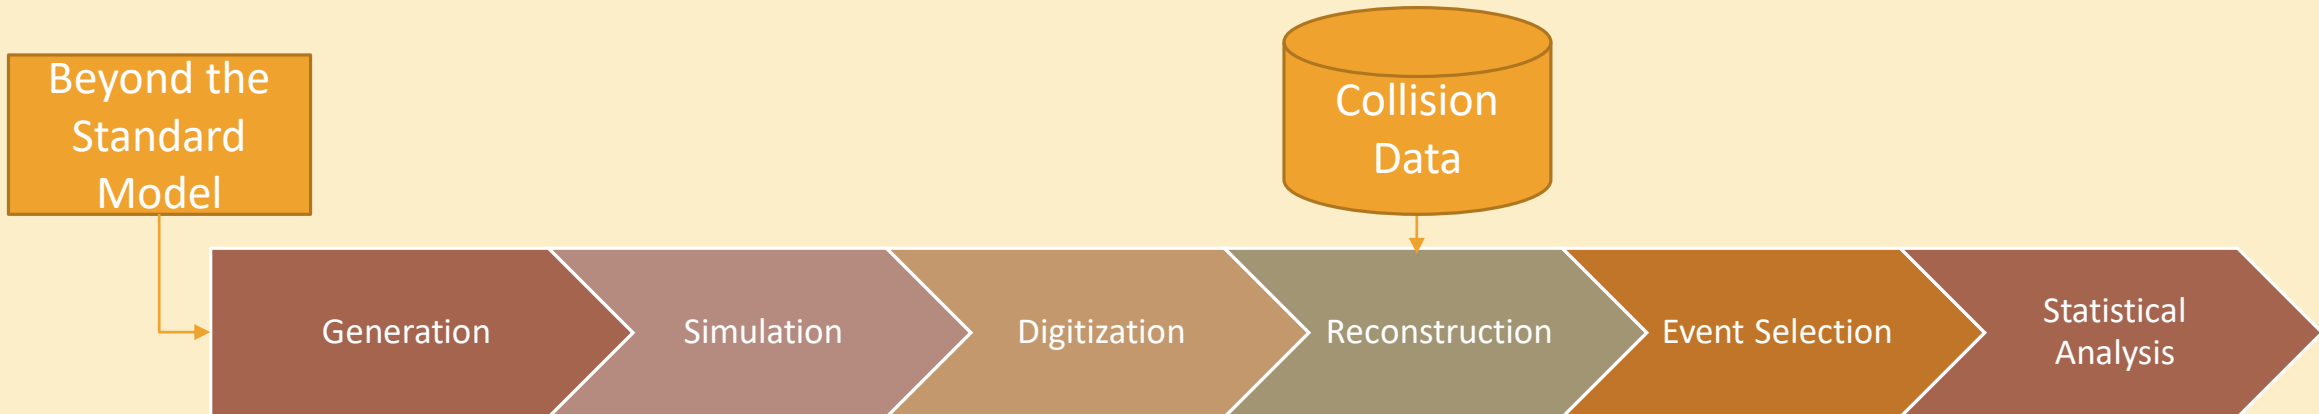 Beyond the
Standard
Model
Collision
Data
Generation
Simulation
Digitization
Reconstruction
Event Selection
Statistical
Analysis